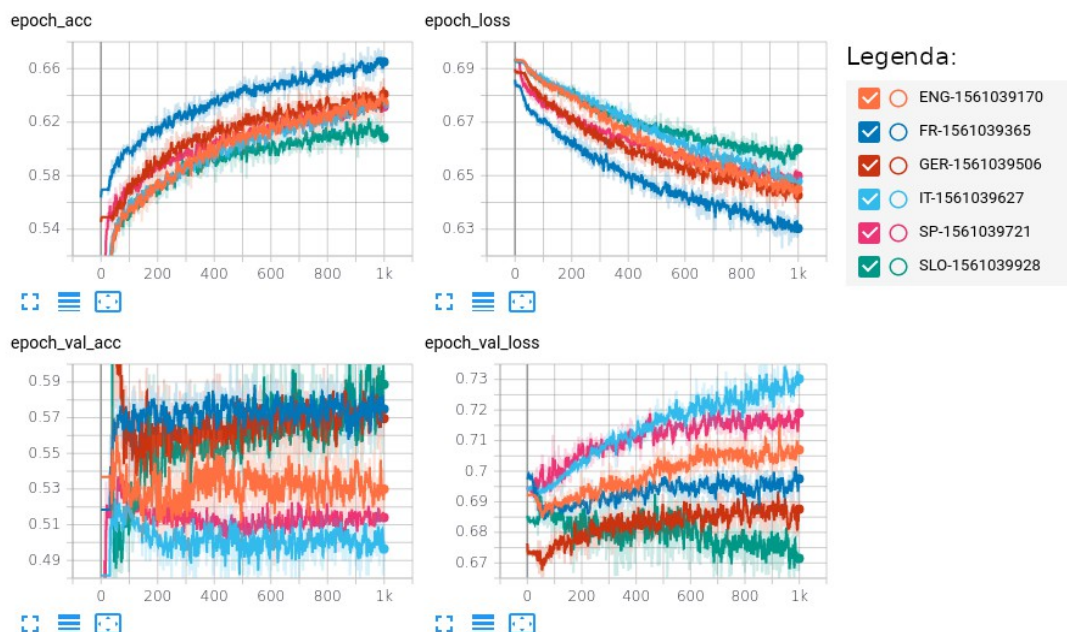 epoch_acc
0.66
0.62
0.58
0.54
0 200 400 600 800 1k
epoch_loss
0.69
0.67
0.65
0.63
0 200 400 600 800 1k
Legenda:
ENG-1561039170
FR-1561039365
GER-1561039506
IT-1561039627
SP-1561039721
SLO-1561039928
epoch_val_acc
0.59
0.57
0.55
0.53
0.51
0.49
0 200 400 600 800 1k
epoch_val_loss
0.73
0.72
0.71
0.7
0.69
0.68
0.67
0 200 400 600 800 1k